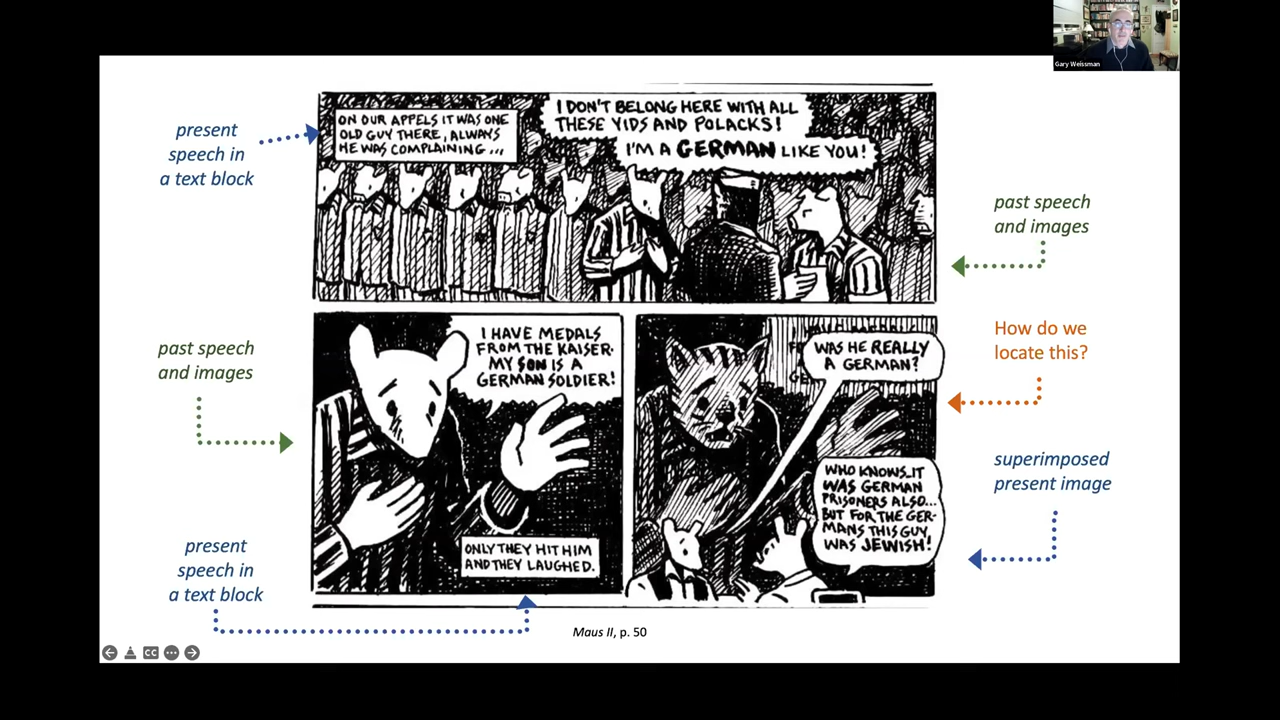 Gary Weissman
present
speech in
a text block
ON OUR APPELS IT WAS ONE
OLD GUY THERE, ALWAYS
HE WAS COMPLAINING...
I DON'T BELONG HERE WITH ALL
THESE YIDS AND POLACKS!
I'M A GERMAN LIKE YOU!
past speech
and images
past speech
and images
I HAVE MEDALS
FROM THE KAISER.
MY SON IS A
GERMAN SOLDIER!
ONLY THEY HIT HIM
AND THEY LAUGHED.
present
speech in
a text block
WAS HE REALLY
A GERMAN?
WHO KNOWS...IT
WAS GERMAN
PRISONERS ALSO...
BUT FOR THE GER-
MANS THIS GUY
WAS JEWISH!
How do we
locate this?
superimposed
present image
Maus II, p. 50
CC